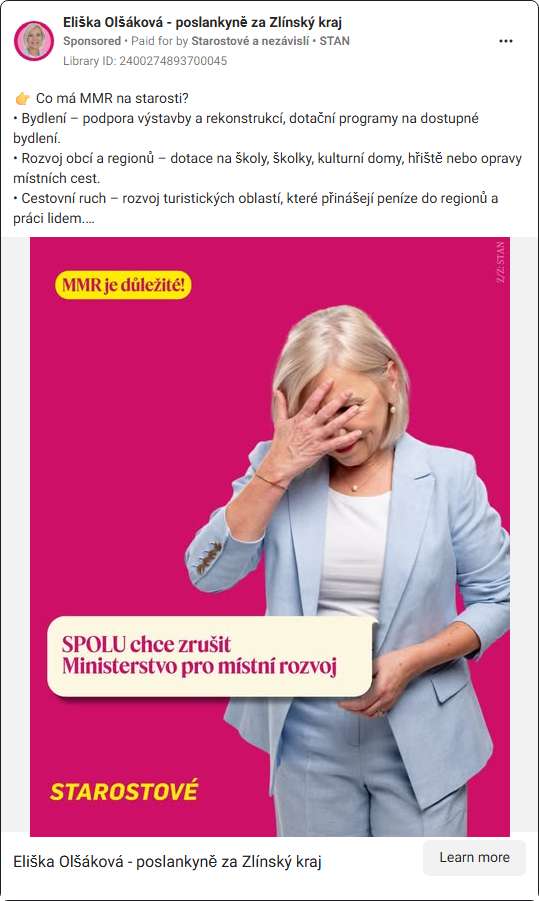 Eliška Olšáková - poslankyně za Zlínský kraj
Sponsored • Paid for by Starostové a nezávislí • STAN
Library ID: 2400274893700045
👉 Co má MMR na starosti?
• Bydlení – podpora výstavby a rekonstrukcí, dotační programy na dostupné
bydlení.
• Rozvoj obcí a regionů – dotace na školy, školky, kulturní domy, hřiště nebo opravy
místních cest.
• Cestovní ruch – rozvoj turistických oblastí, které přinášejí peníze do regionů a
práci lidem.…
Z/Z: STAN
MMR je důležité!
SPOLU chce zrušit
Ministerstvo pro místní rozvoj
STAROSTOVÉ
Eliška Olšáková - poslankyně za Zlínský kraj
Learn more